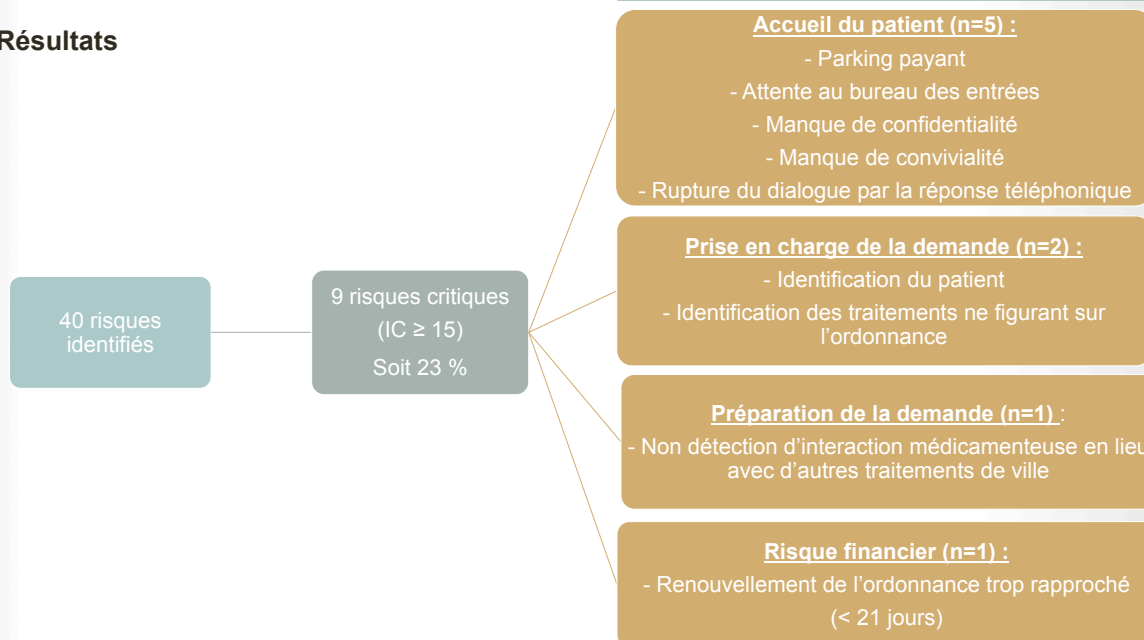 Résultats
40 risques
identifiés
9 risques critiques
(IC ≥ 15)
Soit 23 %
Accueil du patient (n=5) :
- Parking payant
- Attente au bureau des entrées
- Manque de confidentialité
- Manque de convivialité
- Rupture du dialogue par la réponse téléphonique
Prise en charge de la demande (n=2) :
- Identification du patient
- Identification des traitements ne figurant sur
l’ordonnance
Préparation de la demande (n=1) :
- Non détection d’interaction médicamenteuse en lieu
avec d’autres traitements de ville
Risque financier (n=1) :
- Renouvellement de l’ordonnance trop rapproché
(< 21 jours)